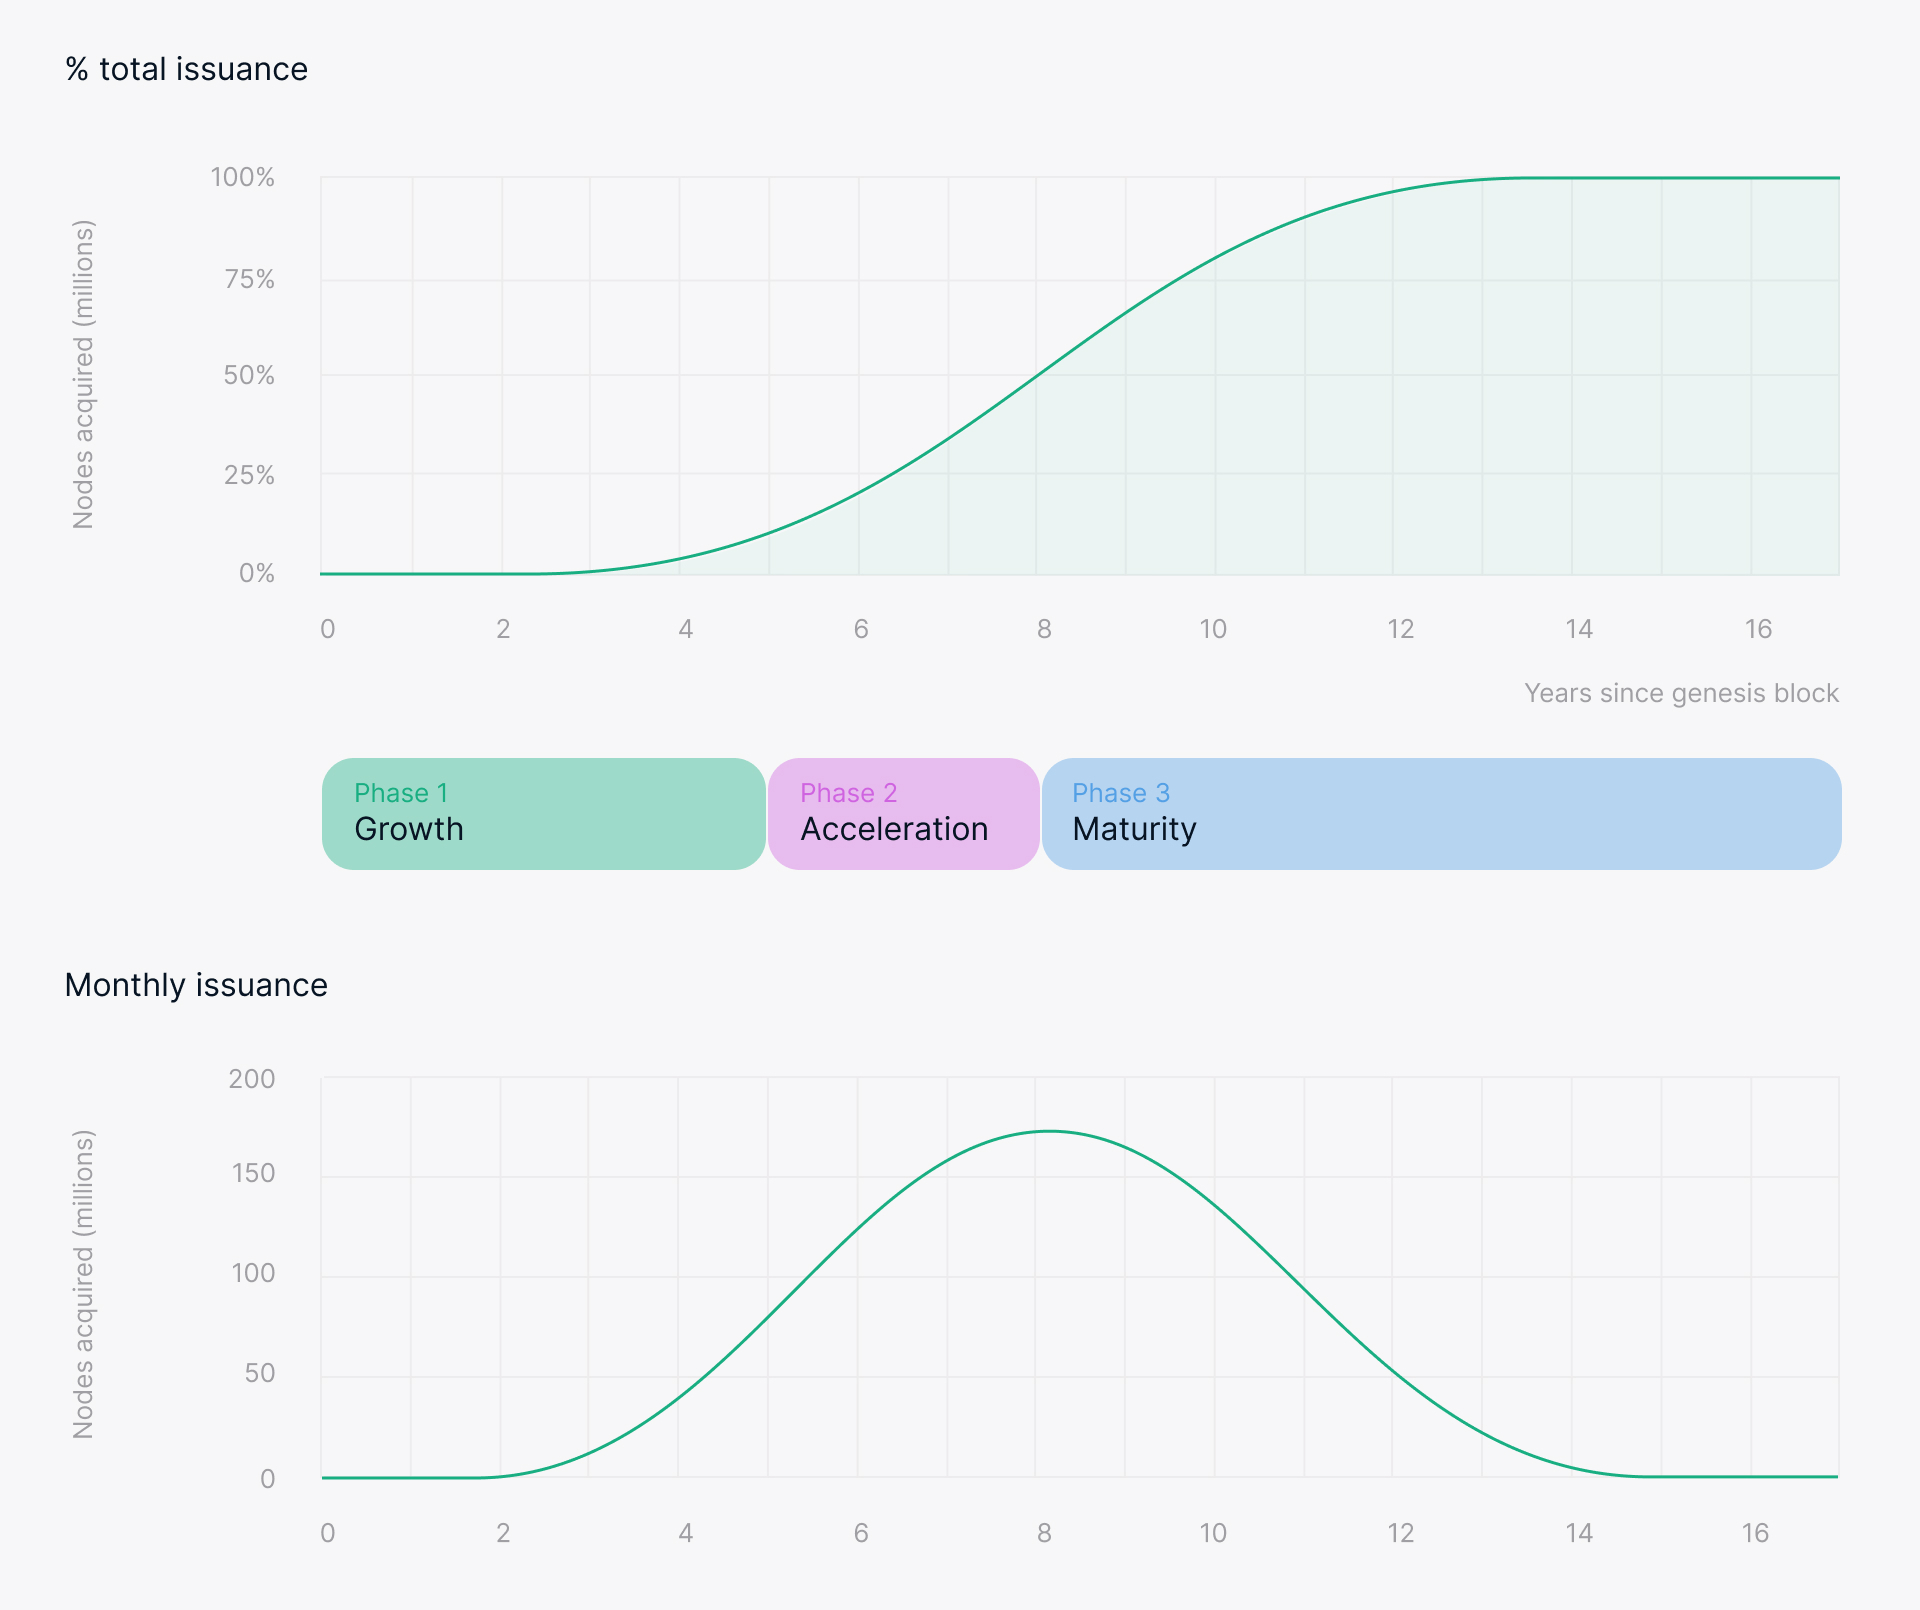 % total issuance
Nodes acquired (millions)
100%
75%
50%
25%
0%
0 2 4 6 8 10 12 14 16
Years since genesis block
Phase 1
Growth
Phase 2
Acceleration
Phase 3
Maturity
Monthly issuance
Nodes acquired (millions)
200
150
100
50
0
0 2 4 6 8 10 12 14 16